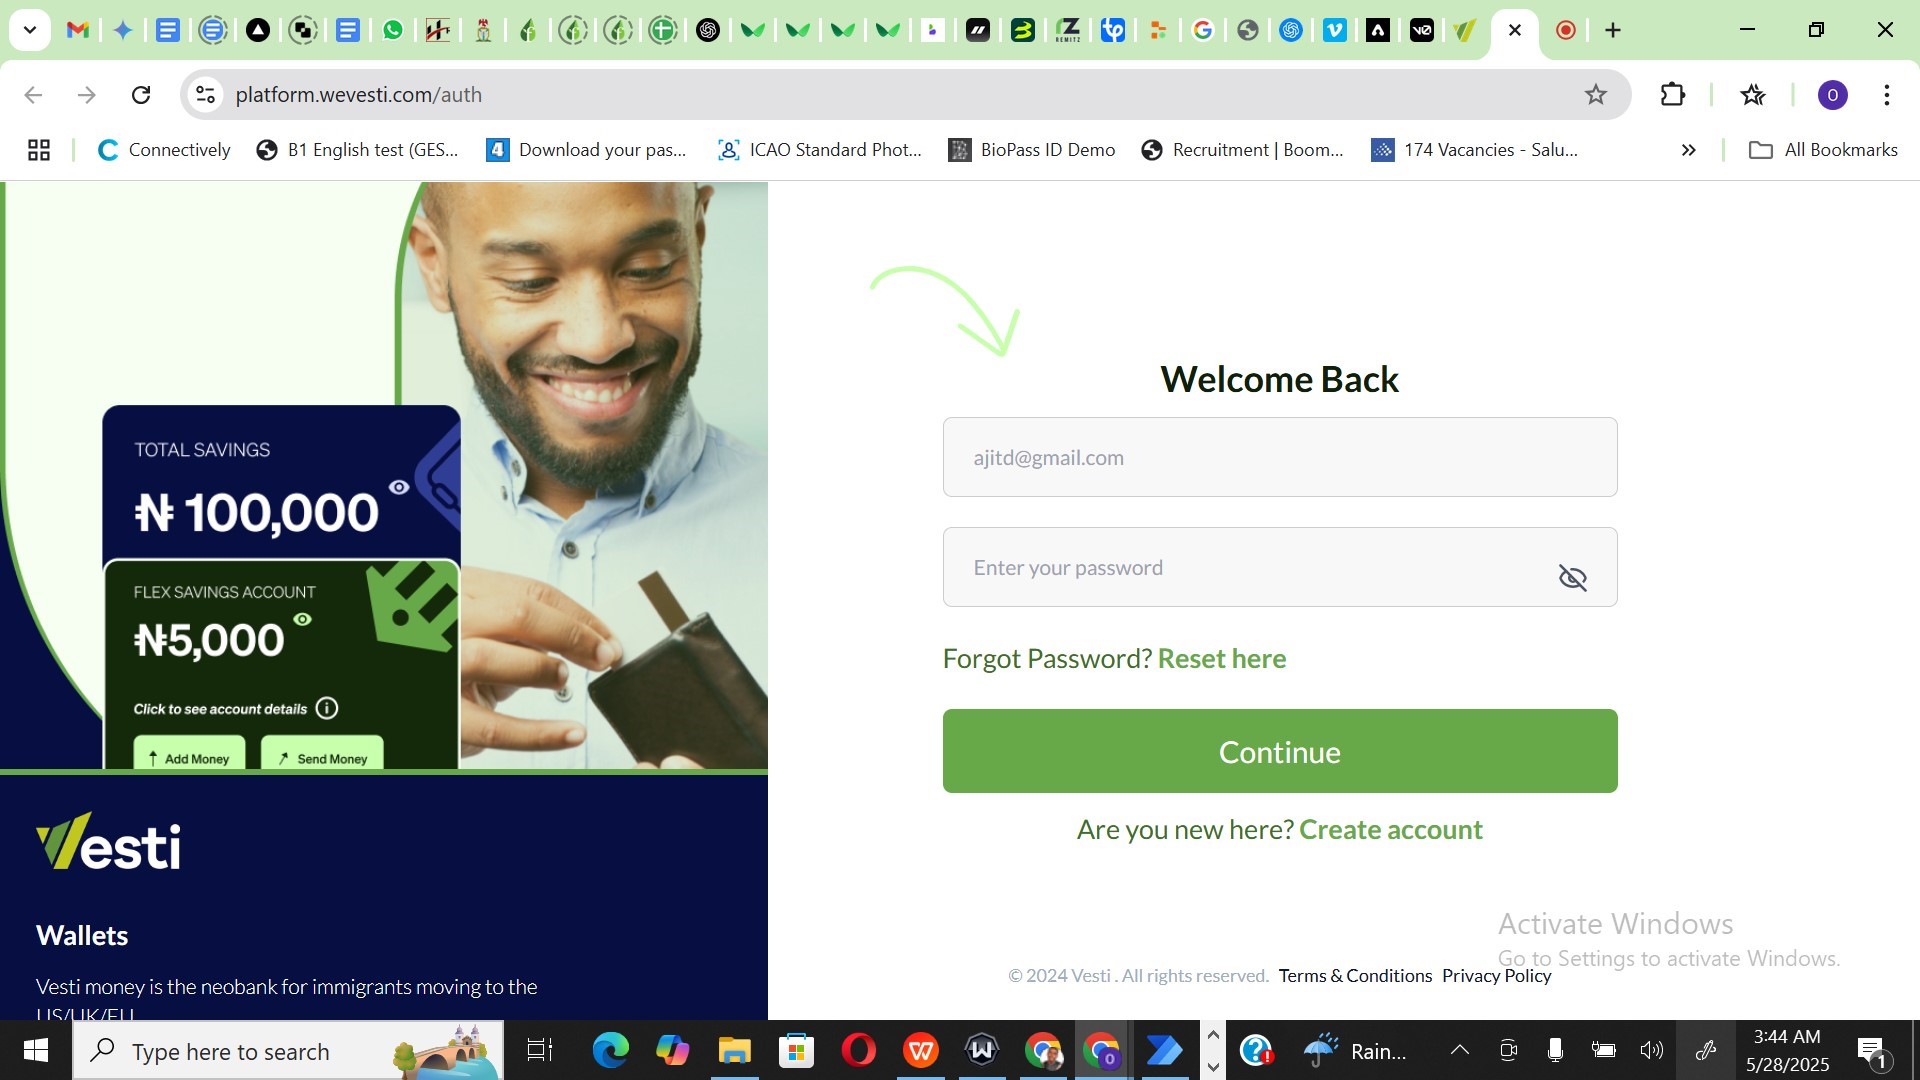 platform.wevesti.com/auth
O
Connectively
B1 English test (GES...
Download your pas...
ICAO Standard Phot...
BioPass ID Demo
Recruitment | Boom...
174 Vacancies - Salu...
All Bookmarks
TOTAL SAVINGS
₦ 100,000
FLEX SAVINGS ACCOUNT
₦5,000
Click to see account details
Add Money
Send Money
Vesti
Wallets
Vesti money is the neobank for immigrants moving to the
US/UK/EU
Welcome Back
ajitd@gmail.com
Enter your password
Forgot Password? Reset here
Continue
Are you new here? Create account
Activate Windows
Go to Settings to activate Windows.
© 2024 Vesti . All rights reserved. Terms & Conditions Privacy Policy
Type here to search
Rain...
3:44 AM
5/28/2025
1